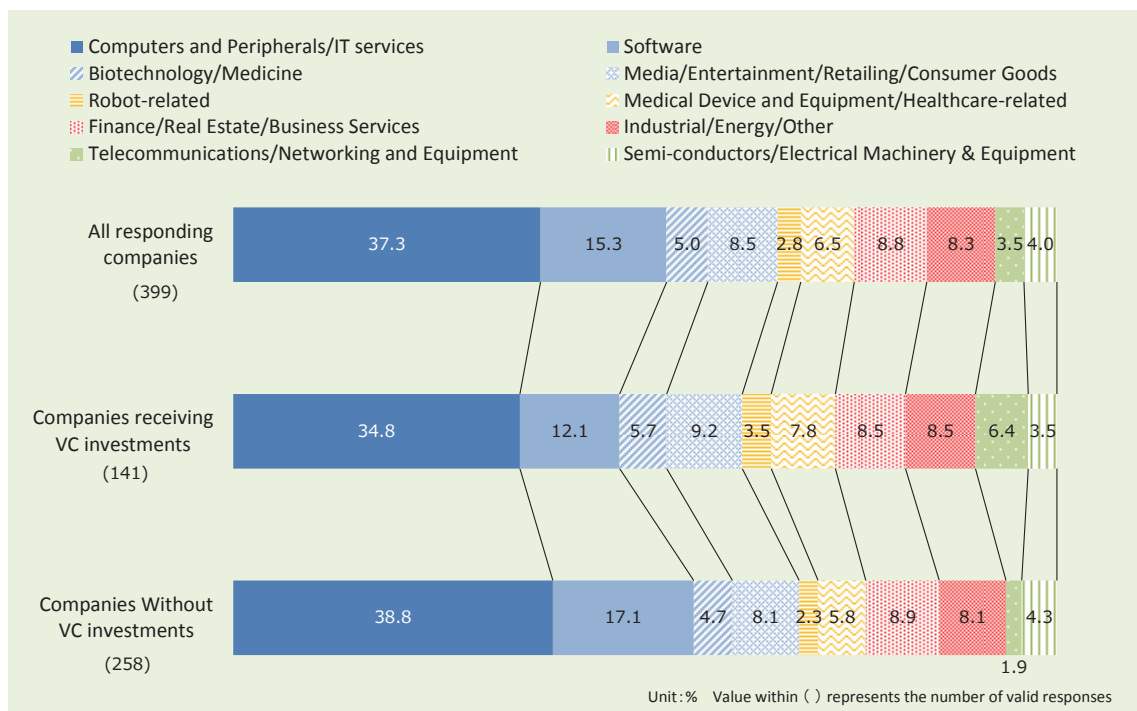 Computers and Peripherals/IT services
Software
Biotechnology/Medicine
Media/Entertainment/Retailing/Consumer Goods
Robot-related
Medical Device and Equipment/Healthcare-related
Finance/Real Estate/Business Services
Industrial/Energy/Other
Telecommunications/Networking and Equipment
Semi-conductors/Electrical Machinery & Equipment
All responding
companies
(399)
37.3
15.3
5.0
8.5
2.8
6.5
8.8
8.3
3.5
4.0
Companies receiving
VC investments
(141)
34.8
12.1
5.7
9.2
3.5
7.8
8.5
8.5
6.4
3.5
Companies Without
VC investments
(258)
38.8
17.1
4.7
8.1
2.3
5.8
8.9
8.1
1.9
4.3
Unit:% Value within ( ) represents the number of valid responses